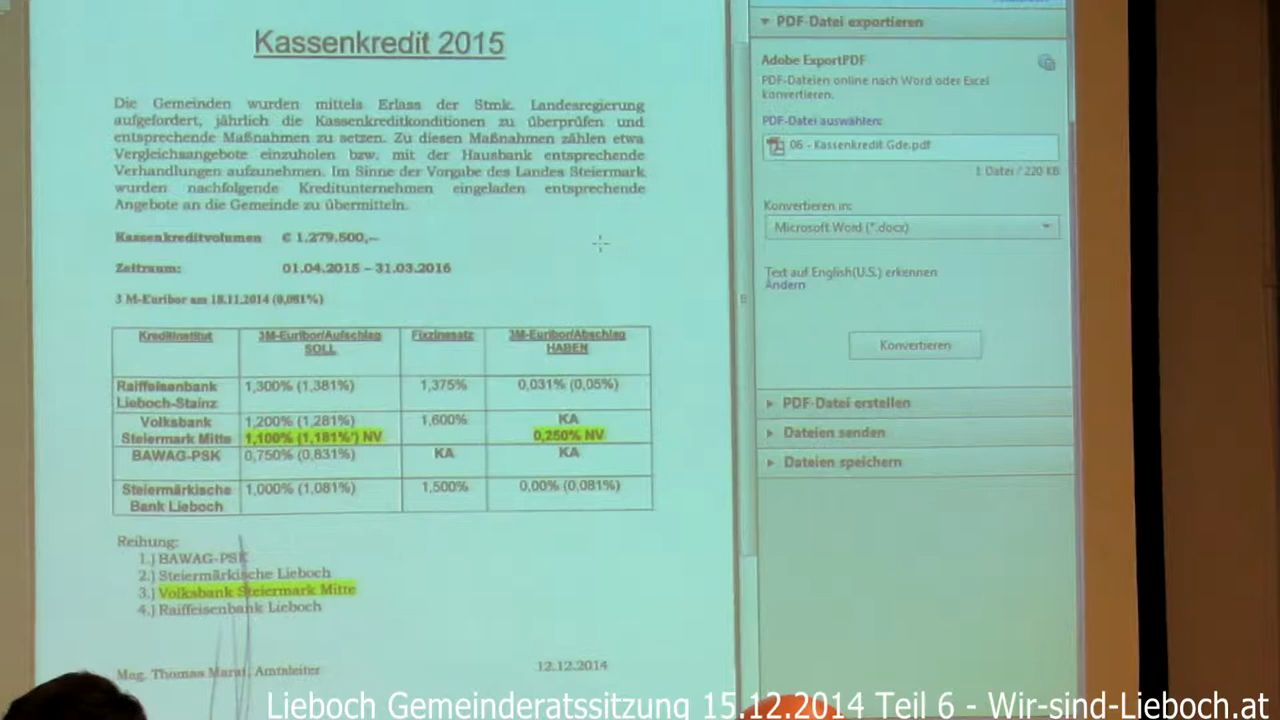 Kassenkredit 2015
Die Gemeinden wurden mittels Erlass der Stmk. Landesregierung
aufgefordert, jährlich die Kassenkreditkonditionen zu überprüfen und
entsprechende Maßnahmen zu setzen. Zu diesen Maßnahmen zählen etwa
Vergleichsangebote einzuholen bzw. mit der Hausbank entsprechende
Verhandlungen aufzunehmen. Im Sinne der Vorgabe des Landes Steiermark
wurden nachfolgende Kreditunternehmen eingeladen entsprechende
Angebote an die Gemeinde zu übermitteln.
Kassenkreditvolumen € 1.279.500,--
Zeitraum: 01.04.2015 – 31.03.2016
3 M-Euribor am 18.11.2014 (0,081%)
Kreditinstitut 3M-Euribor/Aufschlag SOLL Fixzinssatz 3M-Euribor/Abschlag HABEN
Raiffeisenbank Lieboch-Stainz 1,300% (1,381%) 1,375% 0,031% (0,05%)
Volksbank 1,200% (1,281%) 1,600% KA
Steiermark Mitte 1,100% (1,181%') NV 0,250% NV
BAWAG-PSK 0,750% (0,831%) KA KA
Steiermärkische Bank Lieboch 1,000% (1,081%) 1,500% 0,00% (0,081%)
Reihung:
1.) BAWAG-PSK
2.) Steiermärkische Lieboch
3.) Volksbank Steiermark Mitte
4.) Raiffeisenbank Lieboch
Mag. Thomas Marat, Amtsleiter 12.12.2014
PDF-Datei exportieren
Adobe ExportPDF
PDF-Dateien online nach Word oder Excel
konvertieren.
PDF-Datei auswählen:
06 - Kassenkredit Gde.pdf
1 Datei / 220 KB
Konvertieren in:
Microsoft Word (*.docx)
Text auf English(U.S.) erkennen
Ändern
Konvertieren
PDF-Datei erstellen
Dateien senden
Dateien speichern
Lieboch Gemeinderatssitzung 15.12.2014 Teil 6 - Wir-sind-Lieboch.at